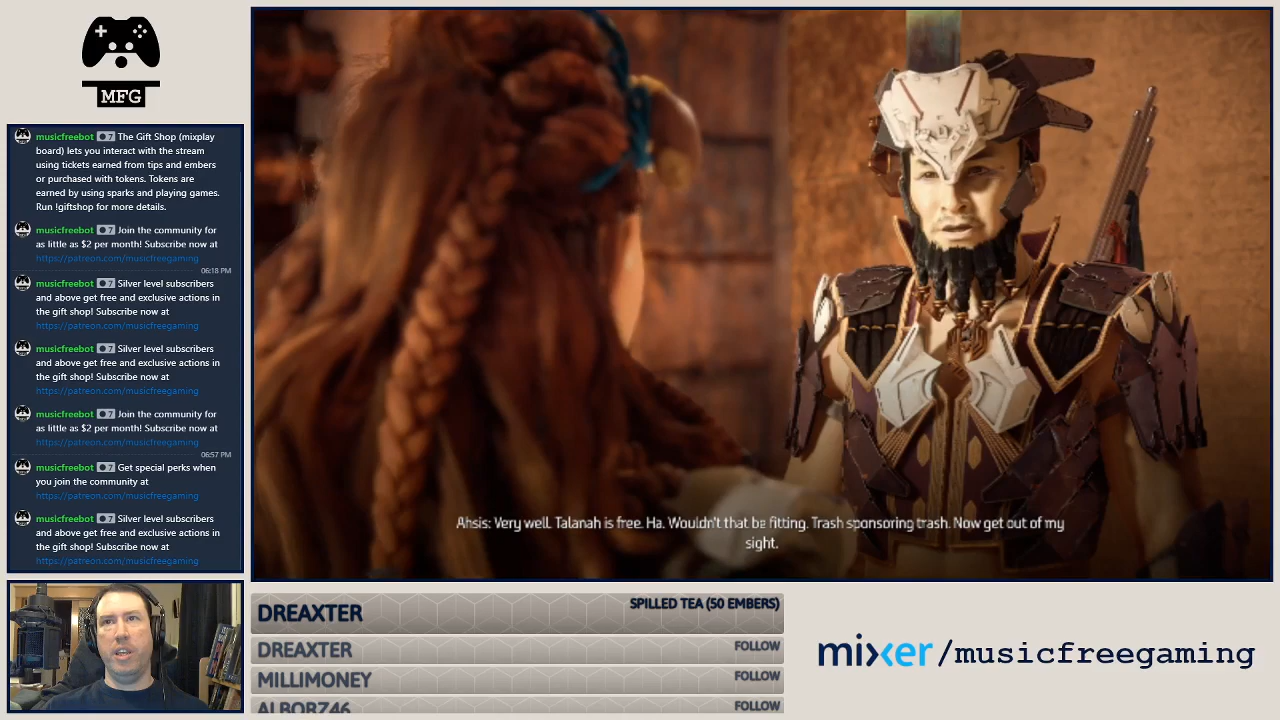 MFG
musicfreebot 7 The Gift Shop (mixplay
board) lets you interact with the stream
using tickets earned from tips and embers
or purchased with tokens. Tokens are
earned by using sparks and playing games.
Run !giftshop for more details.
musicfreebot 7 Join the community for
as little as $2 per month! Subscribe now at
https://patreon.com/musicfreegaming
06:18 PM
musicfreebot 7 Silver level subscribers
and above get free and exclusive actions in
the gift shop! Subscribe now at
https://patreon.com/musicfreegaming
musicfreebot 7 Silver level subscribers
and above get free and exclusive actions in
the gift shop! Subscribe now at
https://patreon.com/musicfreegaming
musicfreebot 7 Join the community for
as little as $2 per month! Subscribe now at
https://patreon.com/musicfreegaming
06:57 PM
musicfreebot 7 Get special perks when
you join the community at
https://patreon.com/musicfreegaming
musicfreebot 7 Silver level subscribers
and above get free and exclusive actions in
the gift shop! Subscribe now at
https://patreon.com/musicfreegaming
Ahsis: Very well. Talanah is free. Ha. Wouldn't that be fitting. Trash sponsoring trash. Now get out of my
sight.
DREAXTER SPILLED TEA (50 EMBERS)
DREAXTER FOLLOW
MILLIMONEY FOLLOW
ALBORZ46 FOLLOW
mixer/musicfreegaming